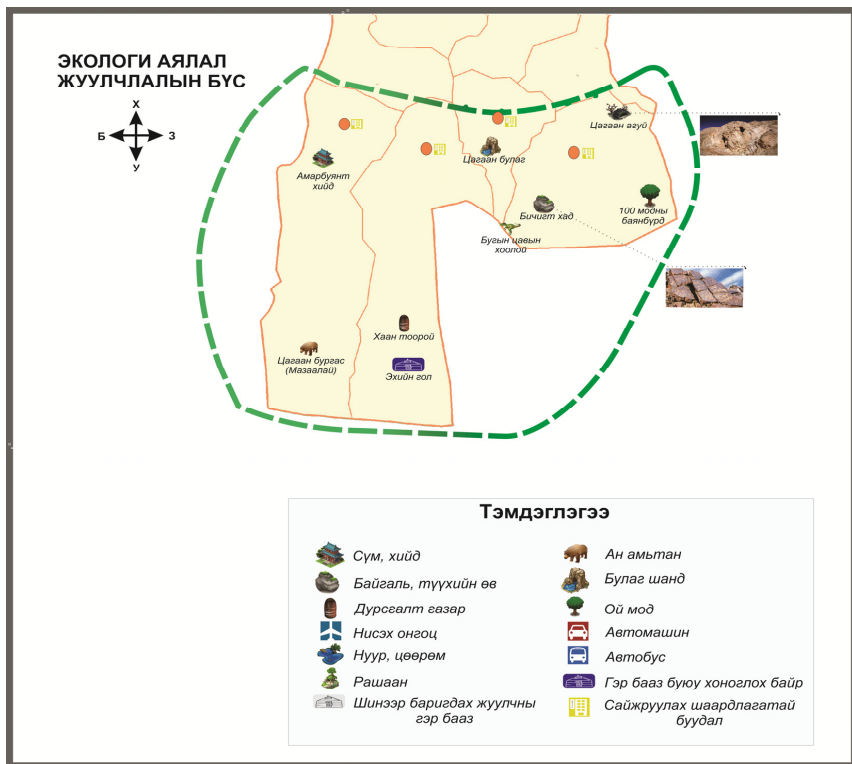 ЭКОЛОГИ АЯЛАЛ
ЖУУЛЧЛАЛЫН БҮС
Х
Б
З
У
Цагаан агуй
Цагаан булаг
Амарбуянт
хийд
Бичигт хад
100 модны
баянбүрд
Бугын цавын
хоолой
Хаан тоорой
Цагаан бургас
(Мазаалай)
Эхийн гол
Тэмдэглэгээ
Сүм, хийд
Байгаль, түүхийн өв
Дурсгалт газар
Нисэх онгоц
Нуур, цөөрөм
Рашаан
Шинээр баригдах жуулчны
гэр бааз
Ан амьтан
Булаг шанд
Ой мод
Автомашин
Автобус
Гэр бааз буюу хоноглох байр
Сайжруулах шаардлагатай
буудал